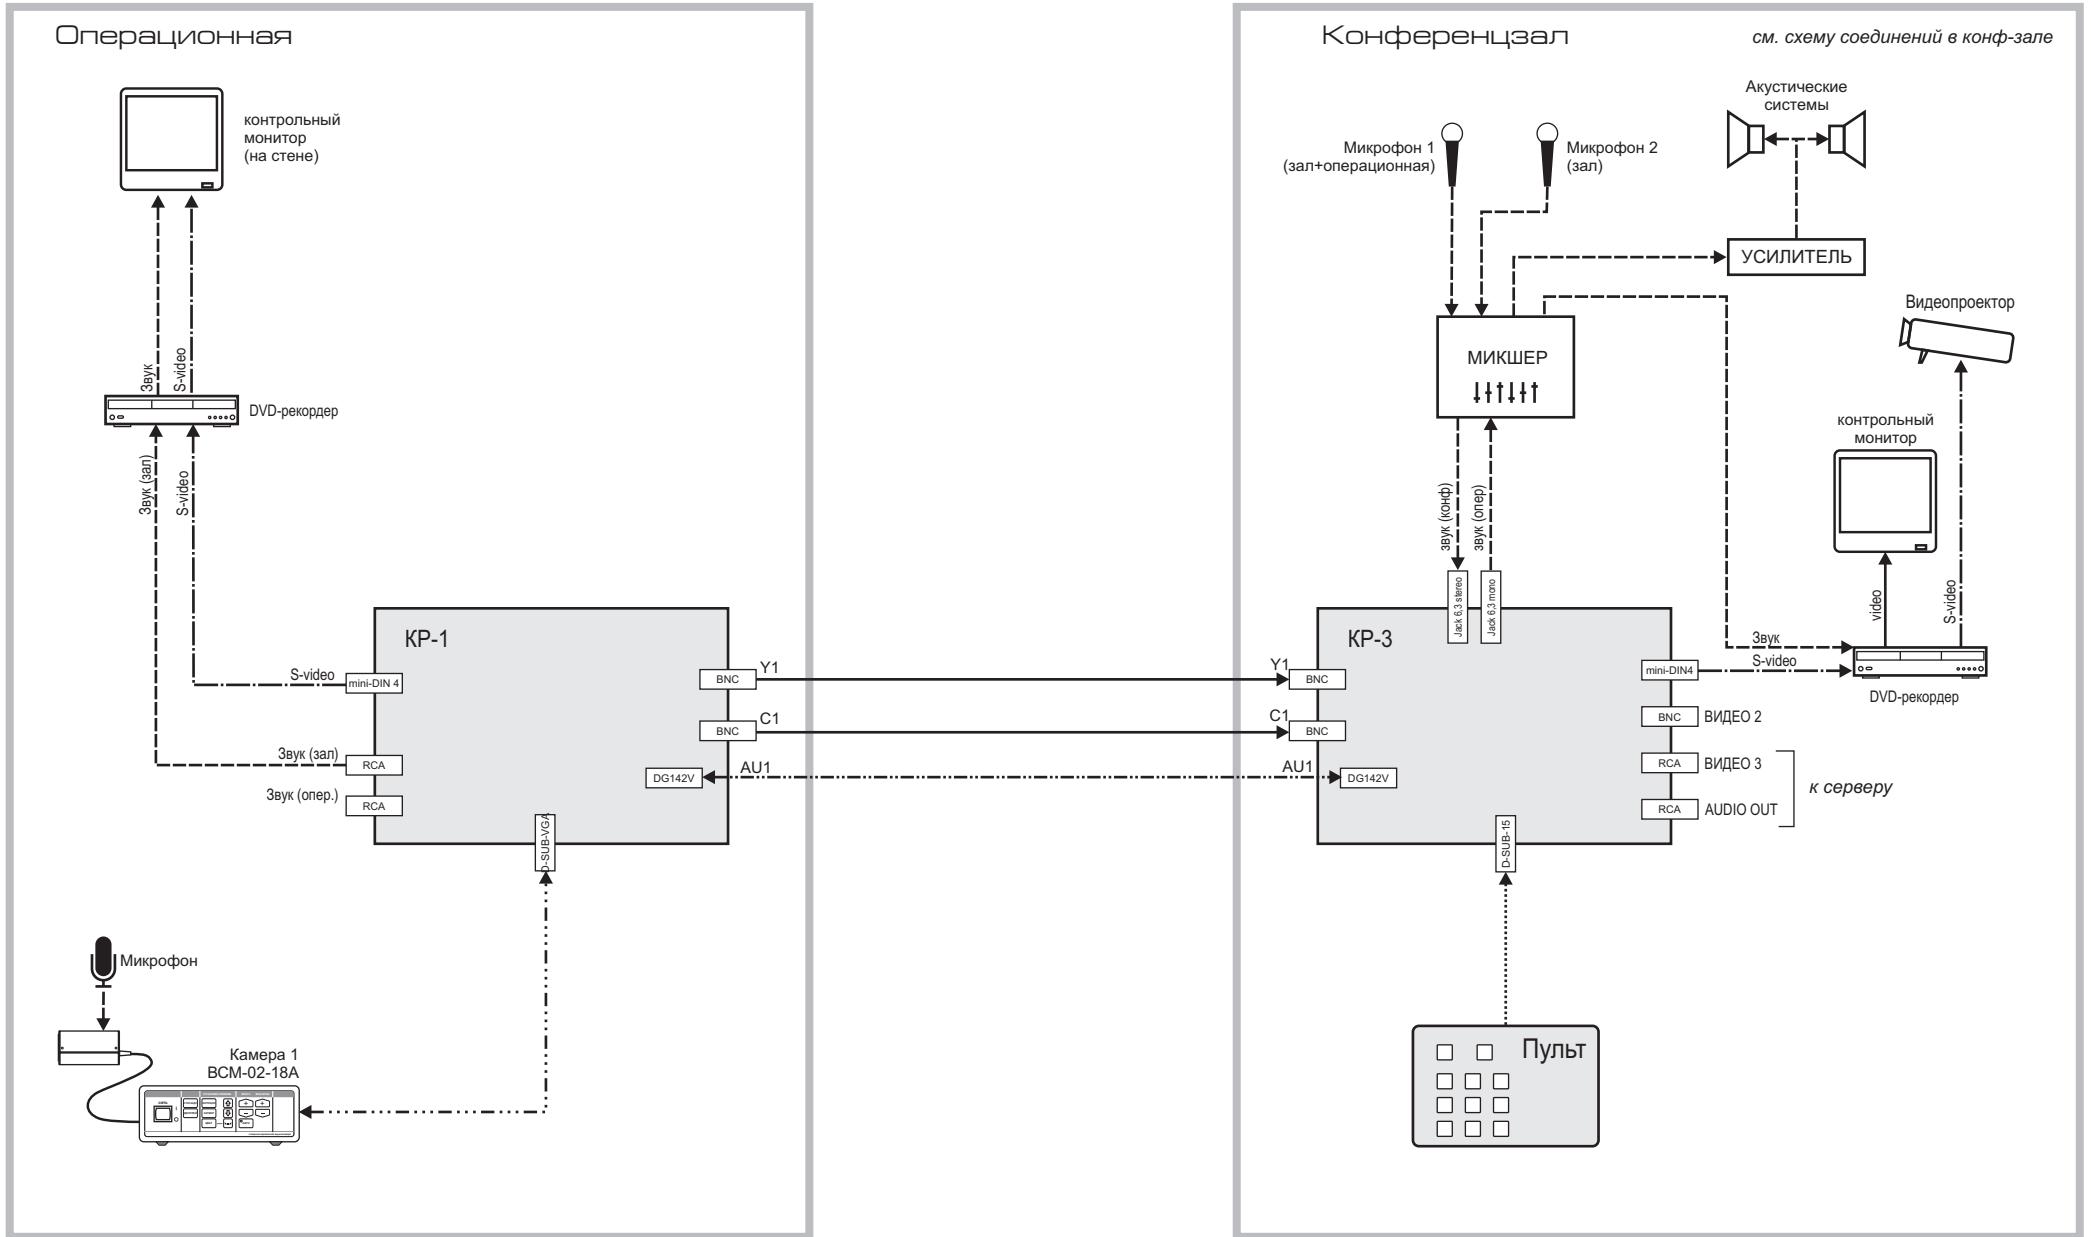 Операционная
контрольный
монитор
(на стене)
Звук
S-video
DVD-рекордер
Звук (зал)
S-video
КР-1
S-video
mini-DIN 4
Звук (зал)
RCA
Звук (опер.)
RCA
BNC
Y1
BNC
C1
DG142V
AU1
D-SUB-VGA
Микрофон
Камера 1
ВСМ-02-18А
Конференцзал
см. схему соединений в конф-зале
Акустические
системы
Микрофон 1
(зал+операционная)
Микрофон 2
(зал)
УСИЛИТЕЛЬ
Видеопроектор
МИКШЕР
контрольный
монитор
звук (конф)
звук (опер)
Jack 6,3 stereo
Jack 6,3 mono
video
S-video
КР-3
Y1
BNC
C1
BNC
AU1
DG142V
Звук
S-video
mini-DIN4
DVD-рекордер
BNC
ВИДЕО 2
RCA
ВИДЕО 3
RCA
AUDIO OUT
к серверу
D-SUB-15
Пульт